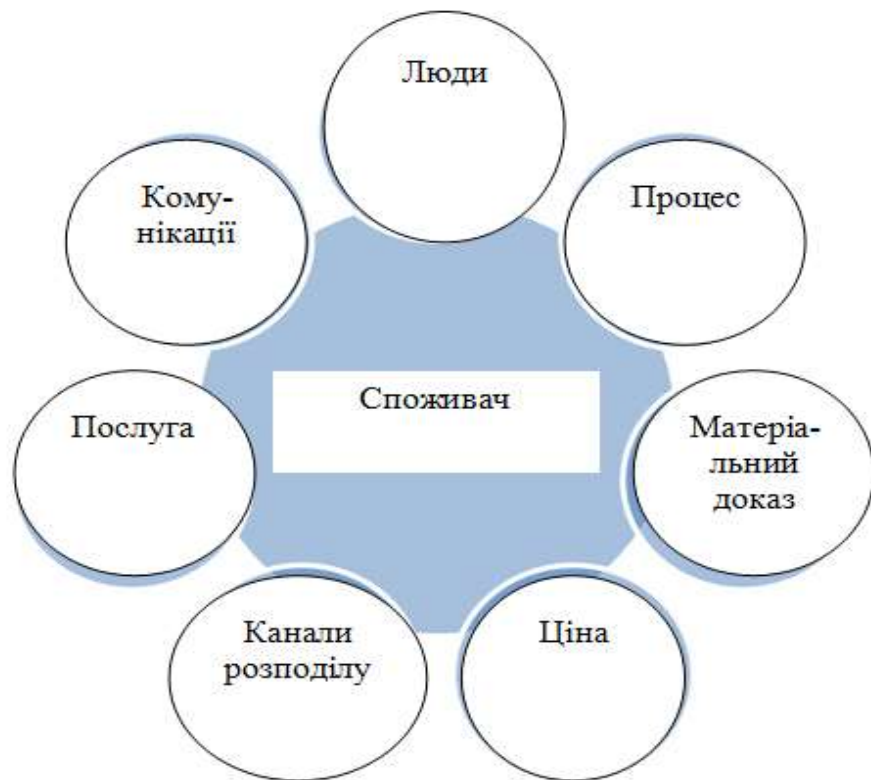 Люди
Кому-
нікації
Процес
Споживач
Послуга
Матеріа-
льний
доказ
Канали
розподілу
Ціна